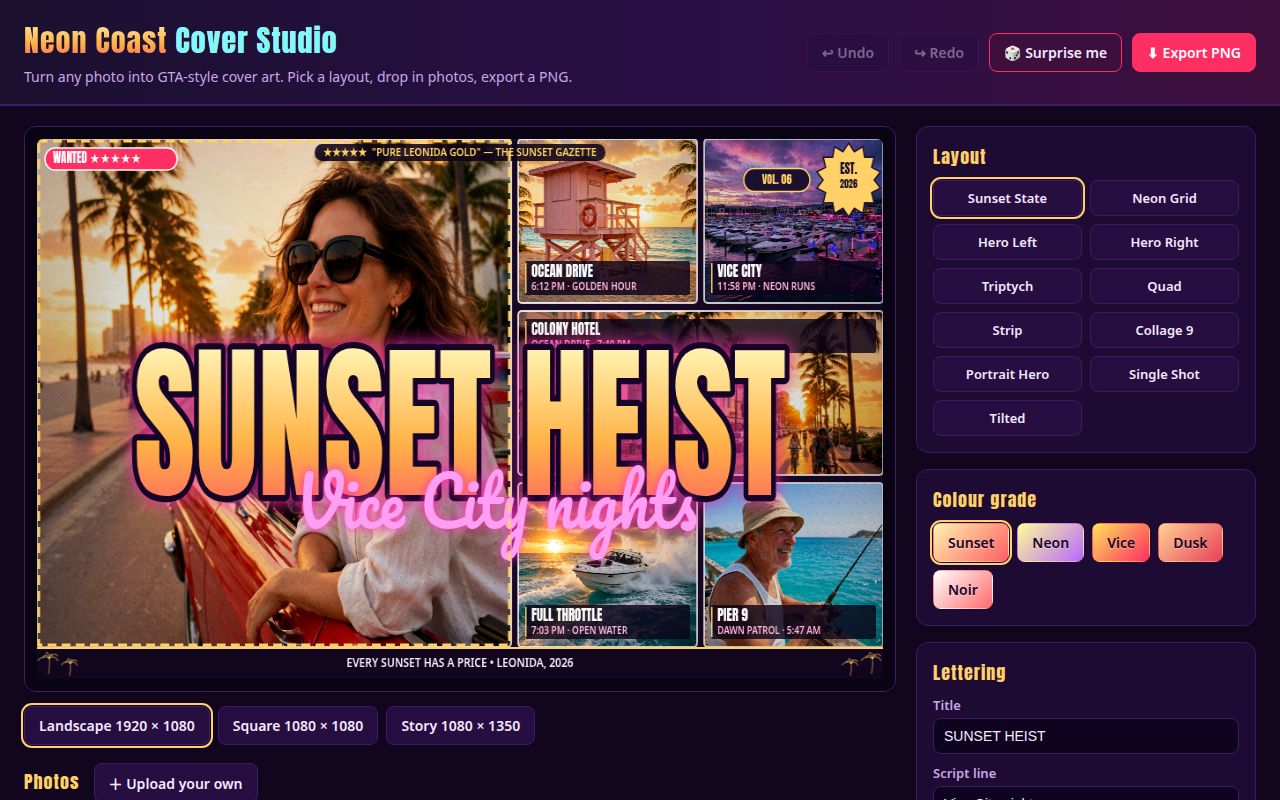 Neon Coast Cover Studio
Turn any photo into GTA-style cover art. Pick a layout, drop in photos, export a PNG.
↩ Undo
↪ Redo
🎲 Surprise me
⬇ Export PNG
WANTED ★★★★★
★★★★★ "PURE LEONIDA GOLD" — THE SUNSET GAZETTE
VOL. 06
EST.
2026
OCEAN DRIVE
6:12 PM · GOLDEN HOUR
VICE CITY
11:58 PM · NEON RUNS
COLONY HOTEL
OCEAN DRIVE · 7:40 PM
SUNSET HEIST
Vice City nights
FULL THROTTLE
7:03 PM · OPEN WATER
PIER 9
DAWN PATROL · 5:47 AM
EVERY SUNSET HAS A PRICE • LEONIDA, 2026
Landscape 1920 × 1080
Square 1080 × 1080
Story 1080 × 1350
Photos
+ Upload your own
Layout
Sunset State
Neon Grid
Hero Left
Hero Right
Triptych
Quad
Strip
Collage 9
Portrait Hero
Single Shot
Tilted
Colour grade
Sunset
Neon
Vice
Dusk
Noir
Lettering
Title
SUNSET HEIST
Script line